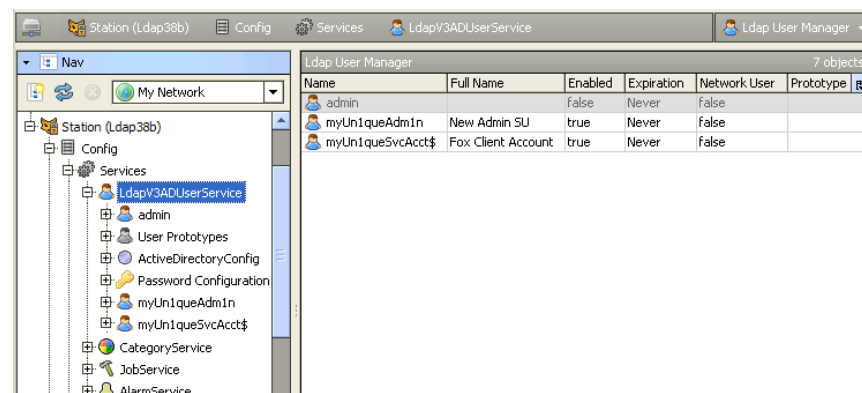 Station (Ldap38b) Config Services LdapV3ADUserService Ldap User Manager
Nav
My Network
Station (Ldap38b)
Config
Services
LdapV3ADUserService
admin
User Prototypes
ActiveDirectoryConfig
Password Configuration
myUn1queAdm1n
myUn1queSvcAcct$
CategoryService
JobService
AlarmService
Ldap User Manager 7 objects
Name Full Name Enabled Expiration Network User Prototype
admin false Never false
myUn1queAdm1n New Admin SU true Never false
myUn1queSvcAcct$ Fox Client Account true Never false